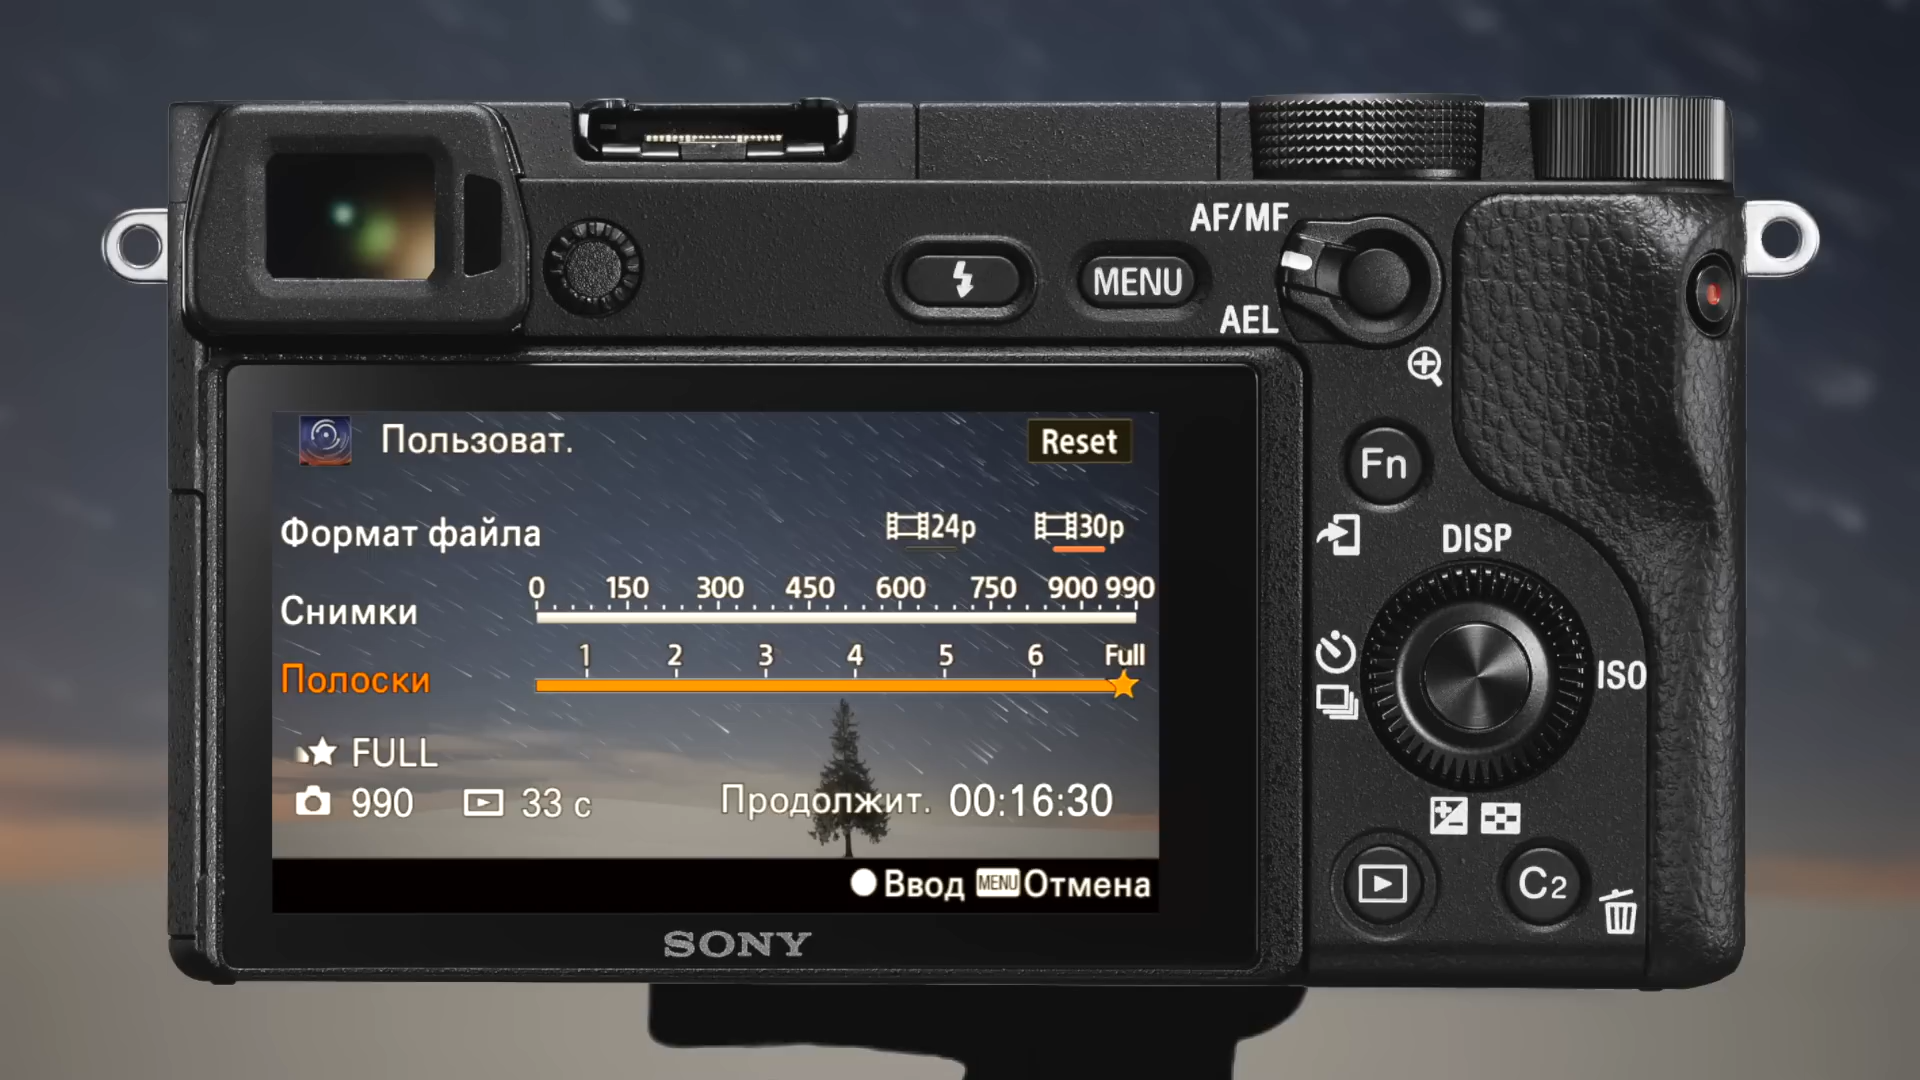 AF/MF
MENU
AEL
Пользоват.
Reset
Fn
Формат файла
24p
30p
DISP
0 150 300 450 600 750 900 990
Снимки
1 2 3 4 5 6 Full
Полоски
ISO
FULL
990
33 с
Продолжит. 00:16:30
Ввод
MENU
Отмена
C2
SONY